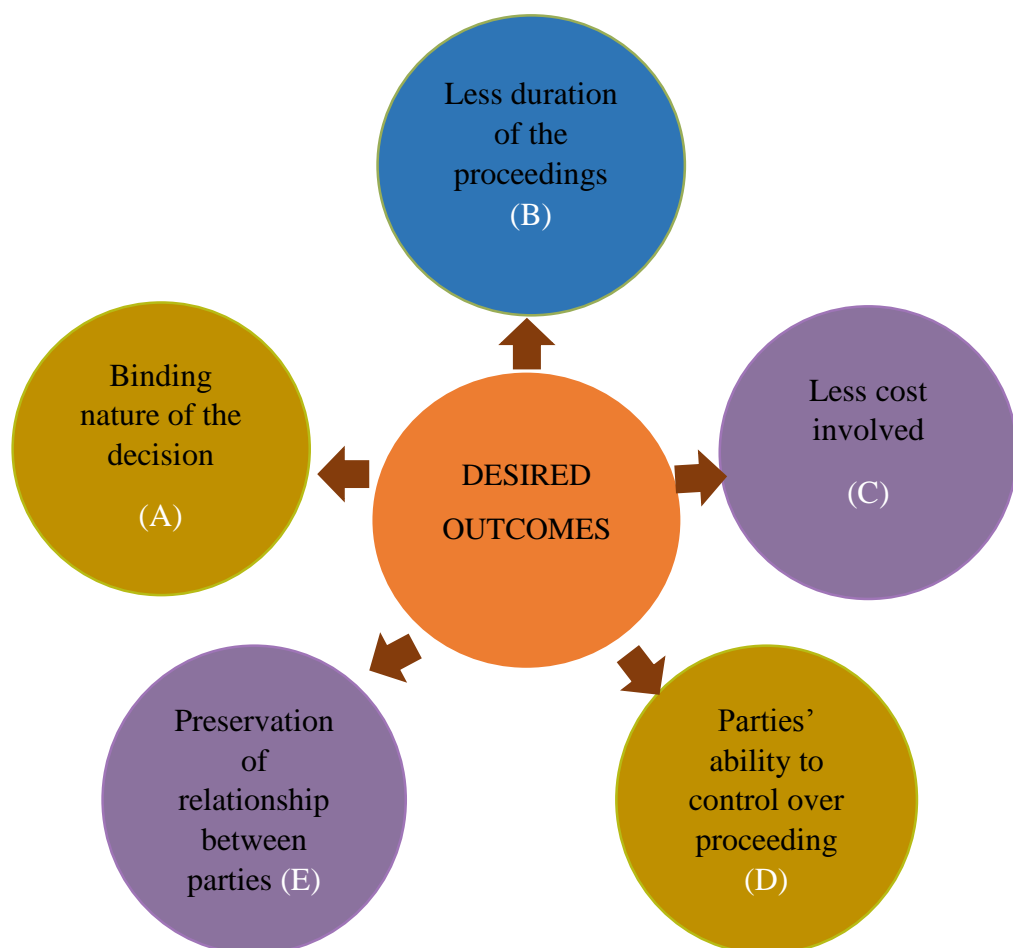 Less duration
of the
proceedings
(B)
Binding
nature of the
decision
(A)
Less cost
involved
(C)
DESIRED
OUTCOMES
Preservation
of
relationship
between
parties (E)
Parties’
ability to
control over
proceeding
(D)